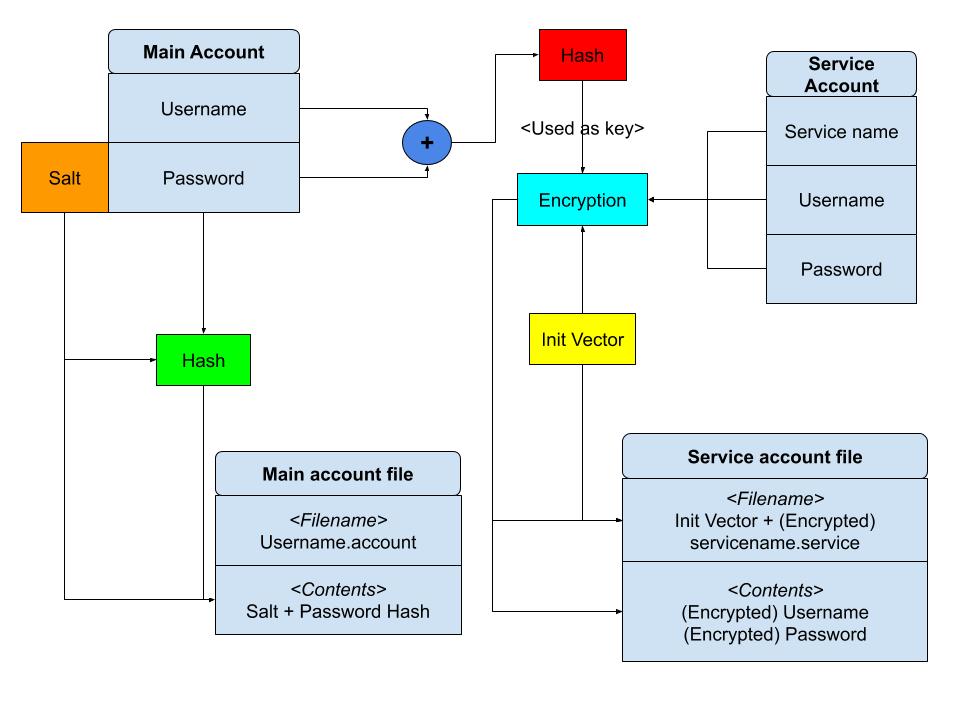 Main Account
Username
Salt
Password
+
Hash
<Used as key>
Encryption
Init Vector
Service
Account
Service name
Username
Password
Hash
Main account file
<Filename>
Username.account
<Contents>
Salt + Password Hash
Service account file
<Filename>
Init Vector + (Encrypted)
servicename.service
<Contents>
(Encrypted) Username
(Encrypted) Password